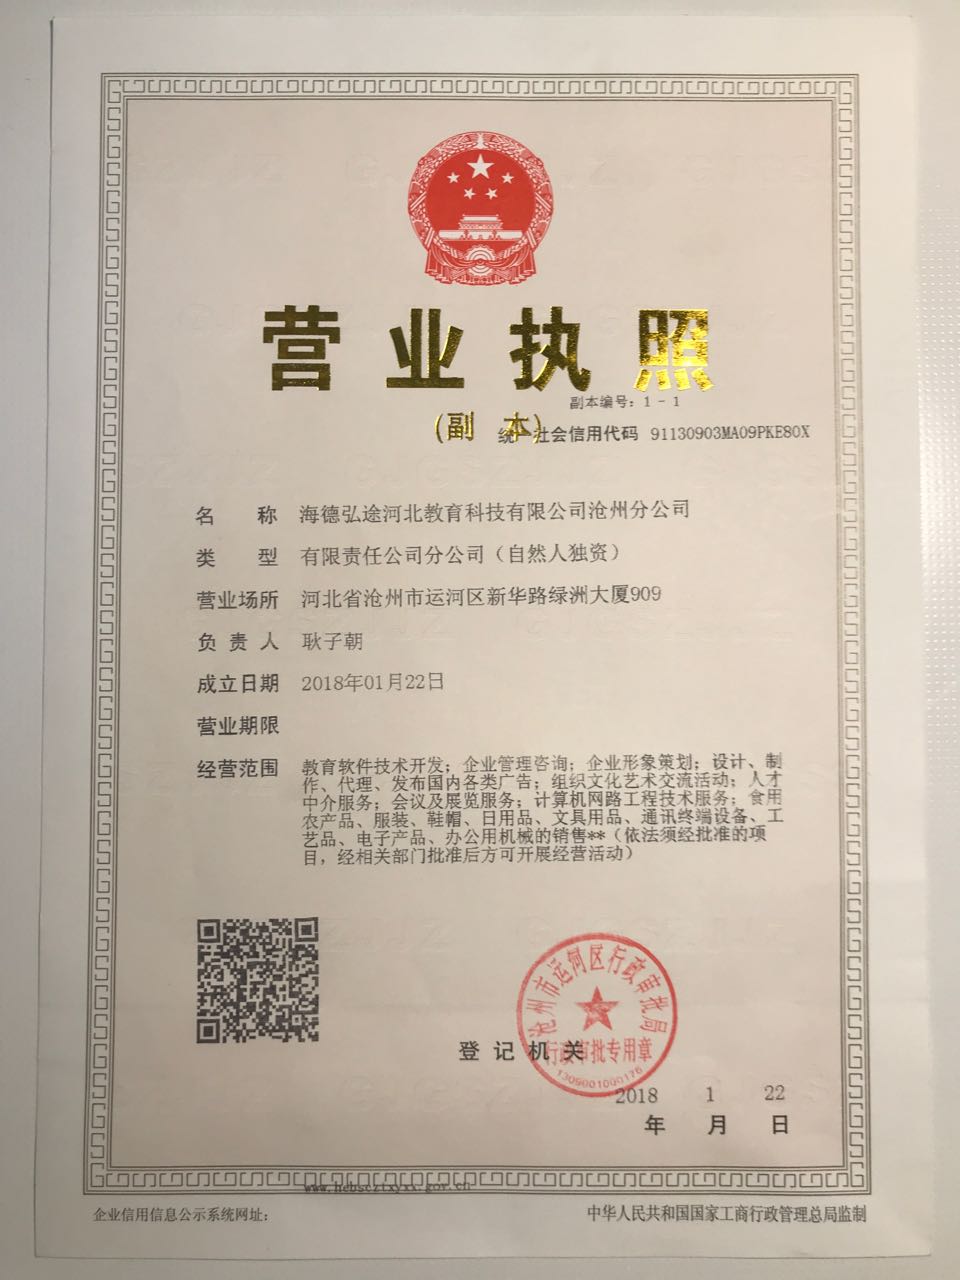 营业执照
副本编号：1－1
(副 本)
统一社会信用代码 91130903MA09PKE80X
名 称 海德弘途河北教育科技有限公司沧州分公司
类 型 有限责任公司分公司（自然人独资）
营业场所 河北省沧州市运河区新华路绿洲大厦909
负 责 人 耿子朝
成立日期 2018年01月22日
营业期限
经营范围 教育软件技术开发；企业管理咨询；企业形象策划；设计、制
作、代理、发布国内各类广告；组织文化艺术交流活动；人才
中介服务；会议及展览服务；计算机网路工程技术服务；食用
农产品、服装、鞋帽、日用品、文具用品、通讯终端设备、工
艺品、电子产品、办公用机械的销售**（依法须经批准的项
目，经相关部门批准后方可开展经营活动）
沧州市运河区行政审批局
行政审批专用章
1309001000176
登 记 机 关
2018 1 22
年 月 日
www.hebscztxyxx.gov.cn
企业信用信息公示系统网址：
中华人民共和国国家工商行政管理总局监制